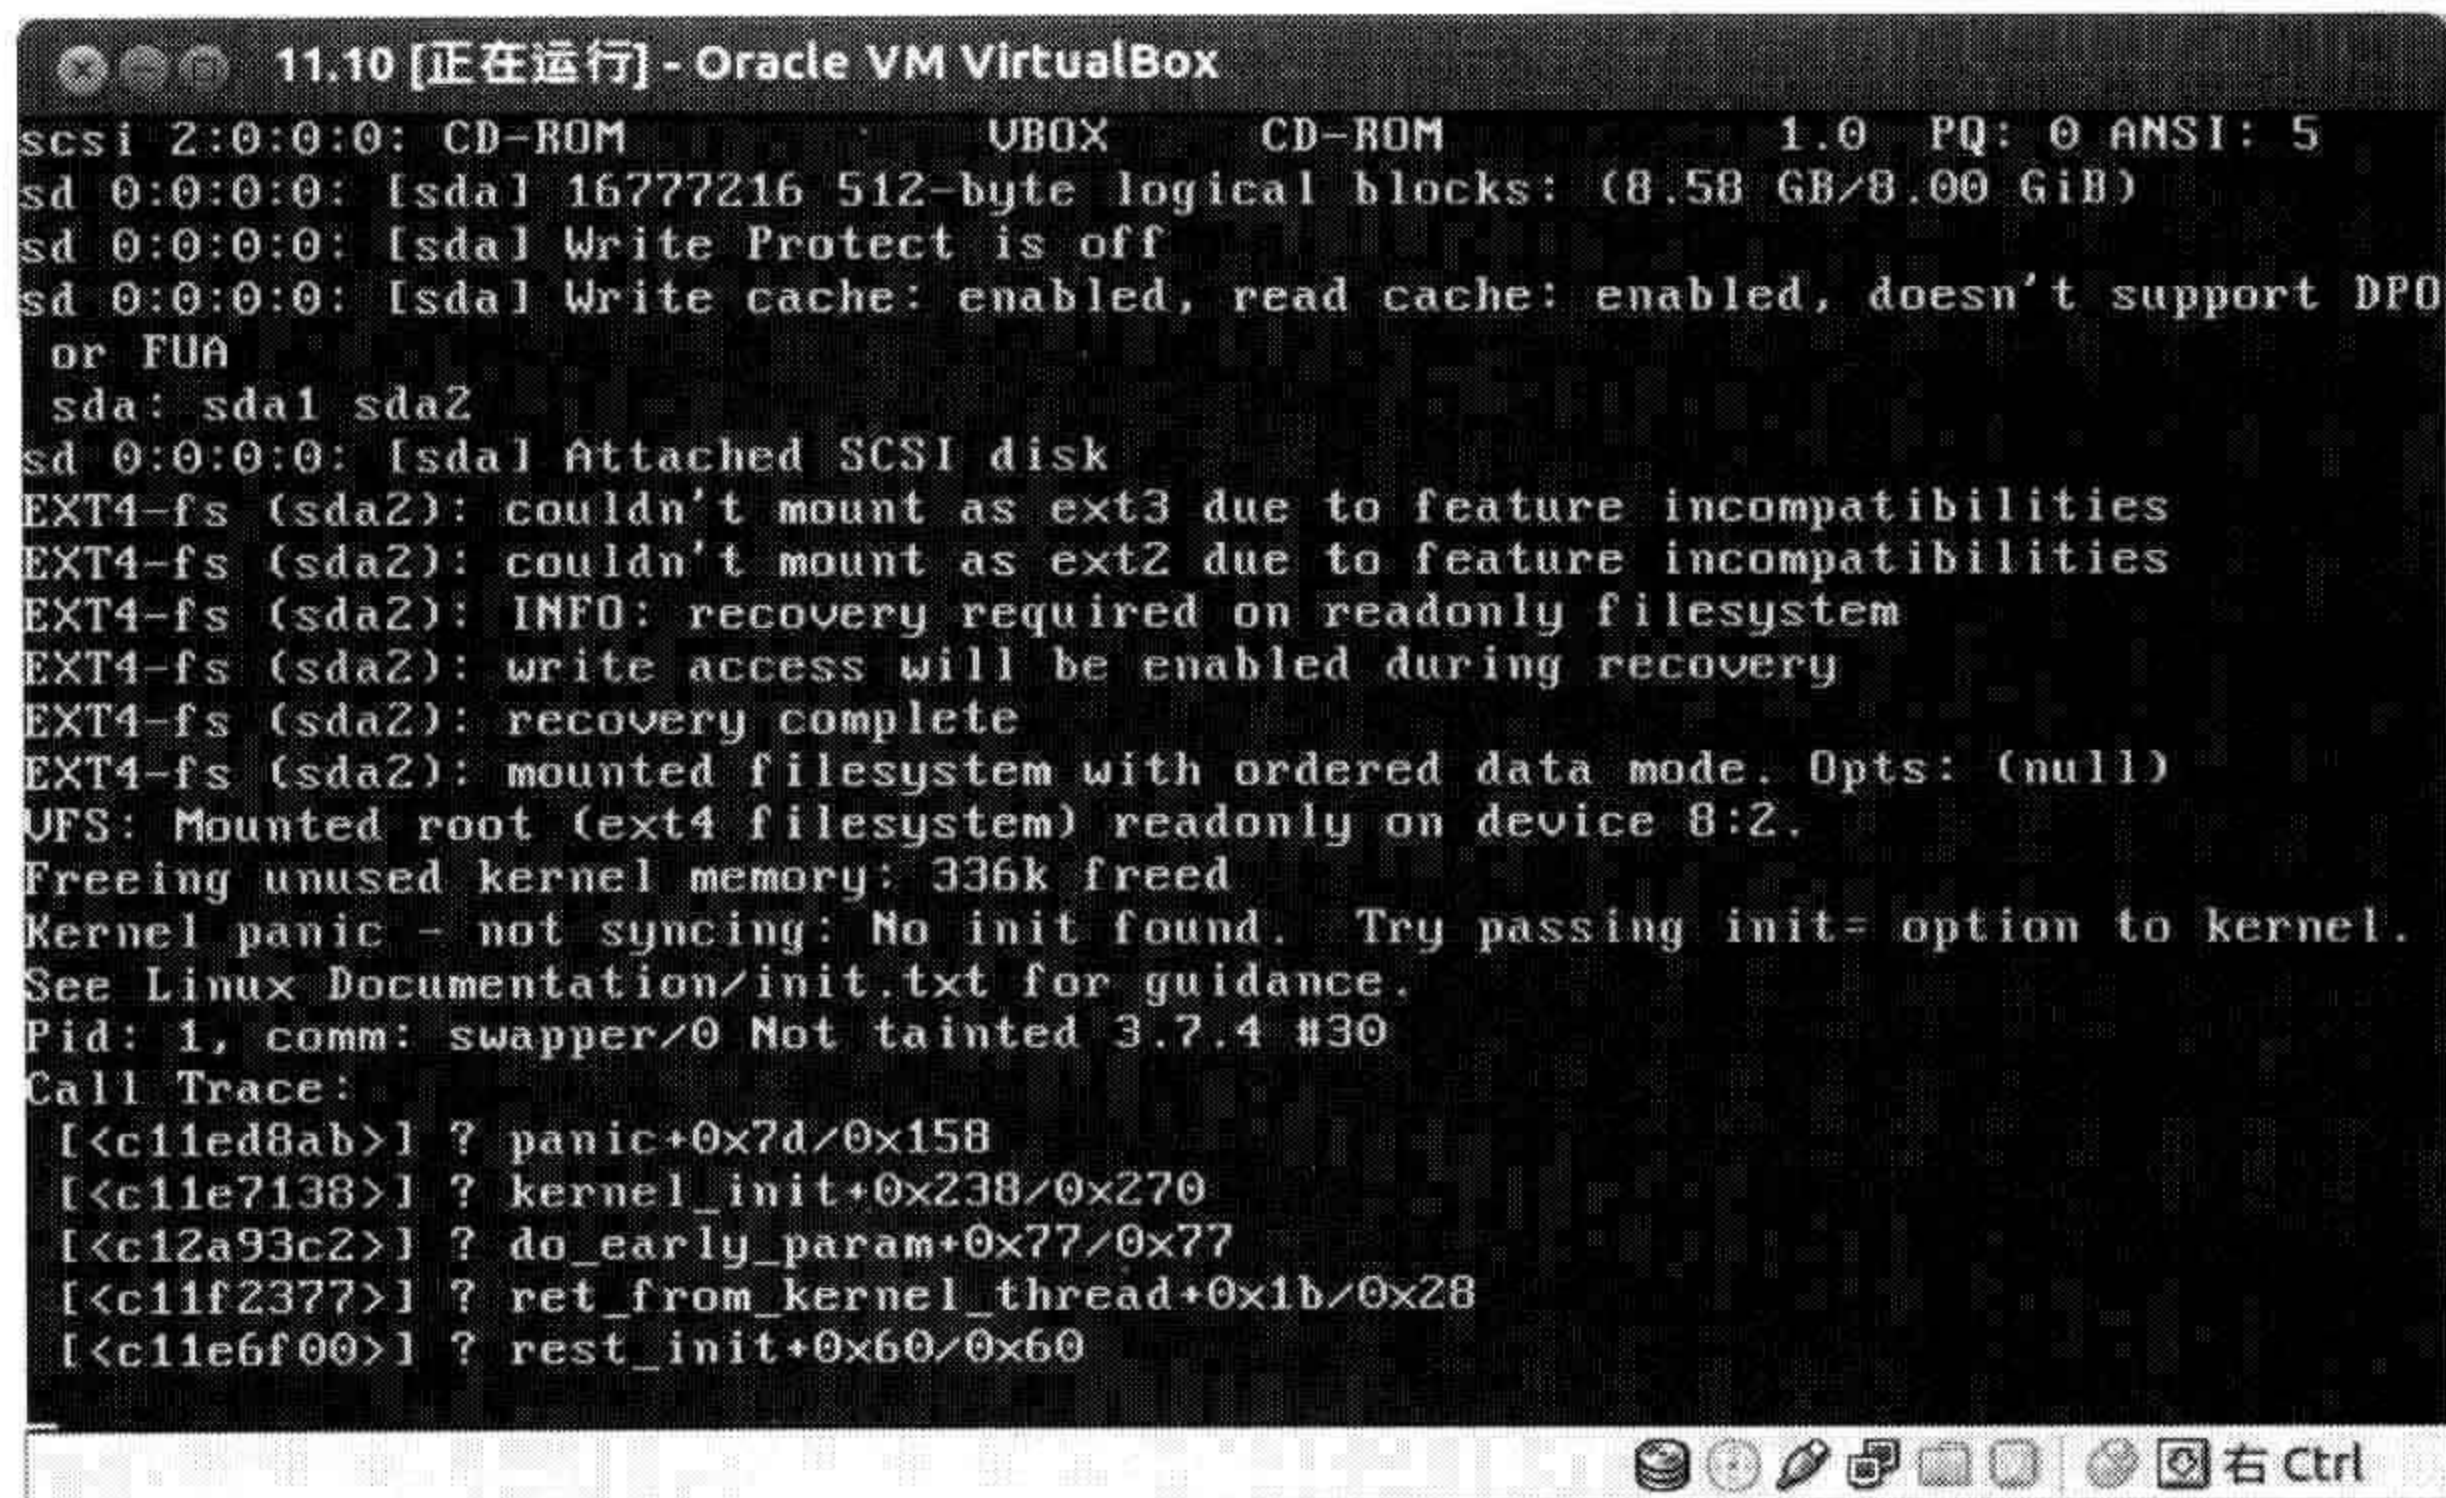 11.10 [正在运行] - Oracle VM VirtualBox
scsi 2:0:0:0: CD-ROM VBOX CD-ROM 1.0 PQ: 0 ANSI: 5
sd 0:0:0:0: [sda] 16777216 512-byte logical blocks: (8.58 GB/8.00 GiB)
sd 0:0:0:0: [sda] Write Protect is off
sd 0:0:0:0: [sda] Write cache: enabled, read cache: enabled, doesn't support DPO
or FUA
sda: sda1 sda2
sd 0:0:0:0: [sda] Attached SCSI disk
EXT4-fs (sda2): couldn't mount as ext3 due to feature incompatibilities
EXT4-fs (sda2): couldn't mount as ext2 due to feature incompatibilities
EXT4-fs (sda2): INFO: recovery required on readonly filesystem
EXT4-fs (sda2): write access will be enabled during recovery
EXT4-fs (sda2): recovery complete
EXT4-fs (sda2): mounted filesystem with ordered data mode. Opts: (null)
VFS: Mounted root (ext4 filesystem) readonly on device 8:2.
Freeing unused kernel memory: 336k freed
Kernel panic - not syncing: No init found. Try passing init= option to kernel.
See Linux Documentation/init.txt for guidance.
Pid: 1, comm: swapper/0 Not tainted 3.7.4 #30
Call Trace:
[<c11ed8ab>] ? panic+0x7d/0x158
[<c11e7138>] ? kernel_init+0x238/0x270
[<c12a93c2>] ? do_early_param+0x77/0x77
[<c11f2377>] ? ret_from_kernel_thread+0x1b/0x28
[<c11e6f00>] ? rest_init+0x60/0x60
右 Ctrl